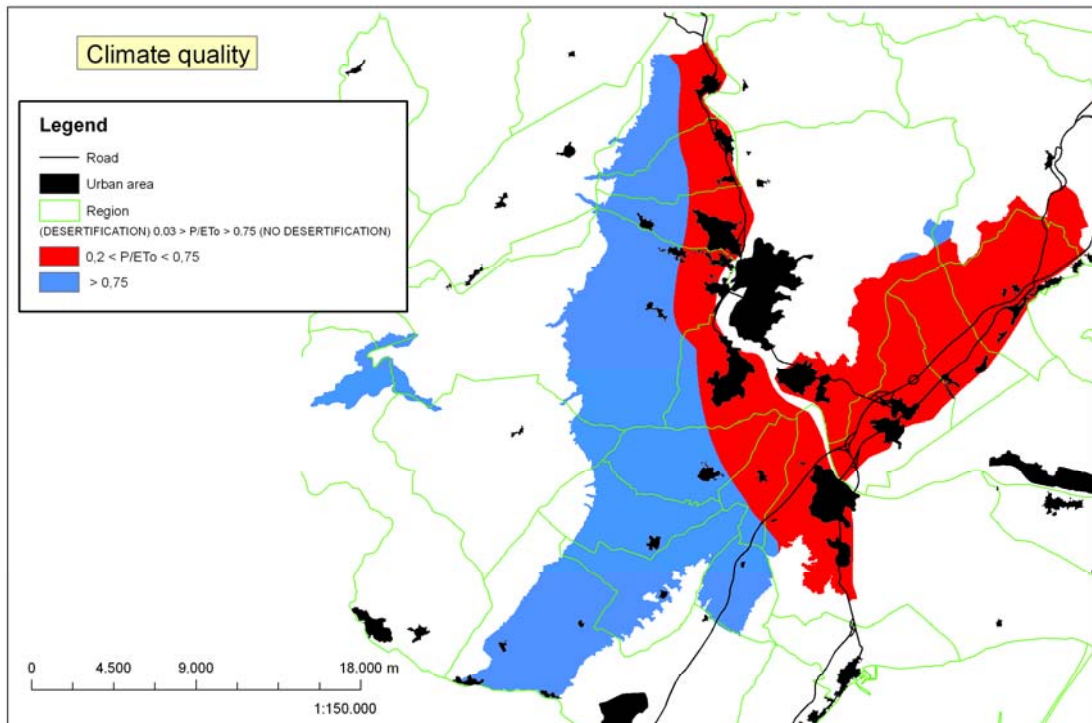 Climate quality
Legend
Road
Urban area
Region
(DESERTIFICATION) 0,03 > P/ETo > 0.75 (NO DESERTIFICATION)
0,2 < P/ETo < 0,75
> 0,75
0 4.500 9.000 18.000 m
1:150.000